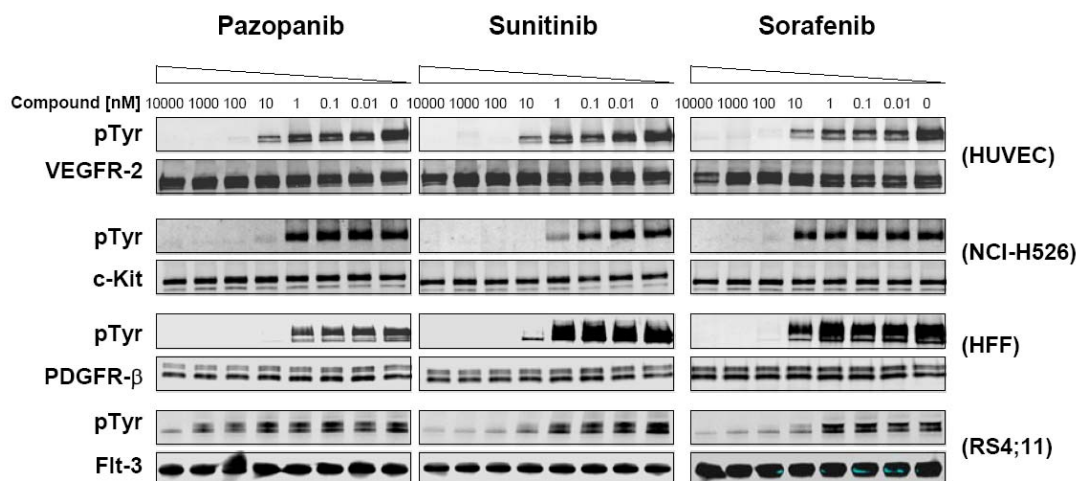 Pazopanib Sunitinib Sorafenib
Compound [nM] 10000 1000 100 10 1 0.1 0.01 0 10000 1000 100 10 1 0.1 0.01 0 10000 1000 100 10 1 0.1 0.01 0
pTyr
VEGFR-2
(HUVEC)
pTyr
c-Kit
(NCI-H526)
pTyr
PDGFR-β
(HFF)
pTyr
Flt-3
(RS4;11)